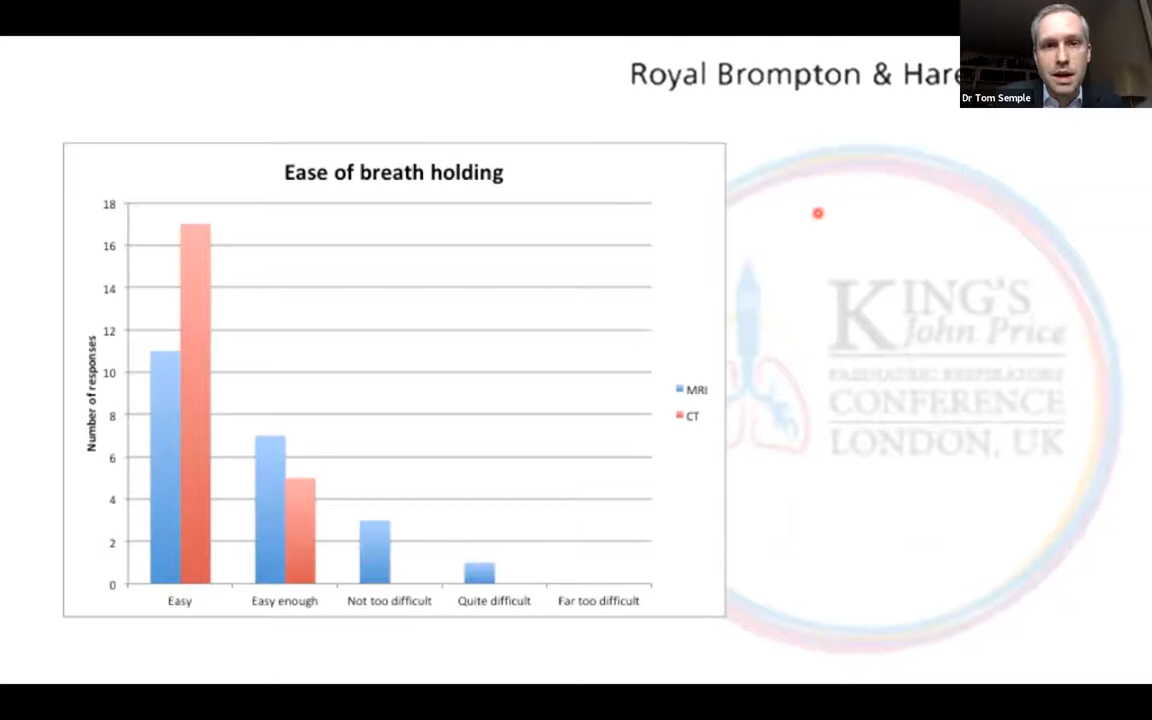 Royal Brompton & Hare
Dr Tom Semple
Ease of breath holding
Number of responses
18
16
14
12
10
8
6
4
2
0
Easy
Easy enough
Not too difficult
Quite difficult
Far too difficult
MRI
CT
KING'S
John Price
PAEDIATRIC RESPIRATORY
CONFERENCE
LONDON, UK